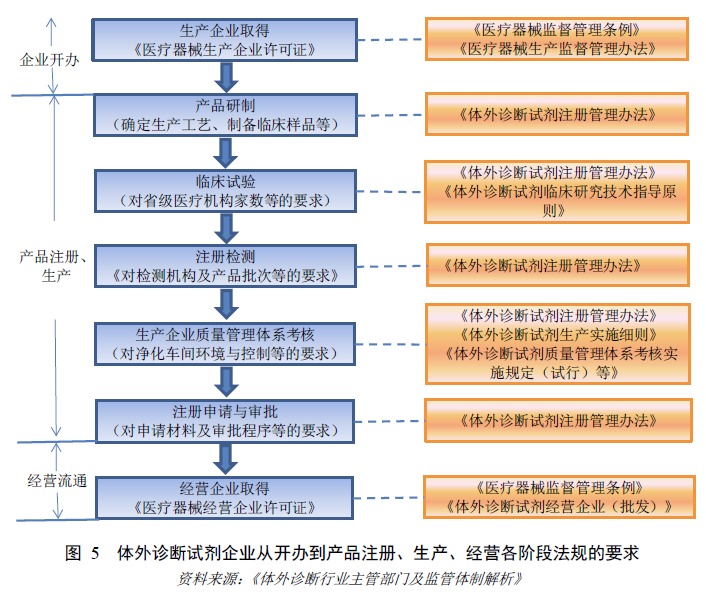 企业开办
生产企业取得
《医疗器械生产企业许可证》
《医疗器械监督管理条例》
《医疗器械生产监督管理办法》
产品注册、
生产
产品研制
（确定生产工艺、制备临床样品等）
《体外诊断试剂注册管理办法》
临床试验
（对省级医疗机构家数等的要求）
《体外诊断试剂注册管理办法》
《体外诊断试剂临床研究技术指导原
则》
注册检测
《对检测机构及产品批次等的要求》
《体外诊断试剂注册管理办法》
生产企业质量管理体系考核
（对净化车间环境与控制等的要求）
《体外诊断试剂注册管理办法》
《体外诊断试剂生产实施细则》
《体外诊断试剂质量管理体系考核实
施规定（试行）等》
注册申请与审批
（对申请材料及审批程序等的要求）
《体外诊断试剂注册管理办法》
经营流通
经营企业取得
《医疗器械经营企业许可证》
《医疗器械监督管理条例》
《体外诊断试剂经营企业（批发）》
图 5 体外诊断试剂企业从开办到产品注册、生产、经营各阶段法规的要求
资料来源：《体外诊断行业主管部门及监管体制解析》